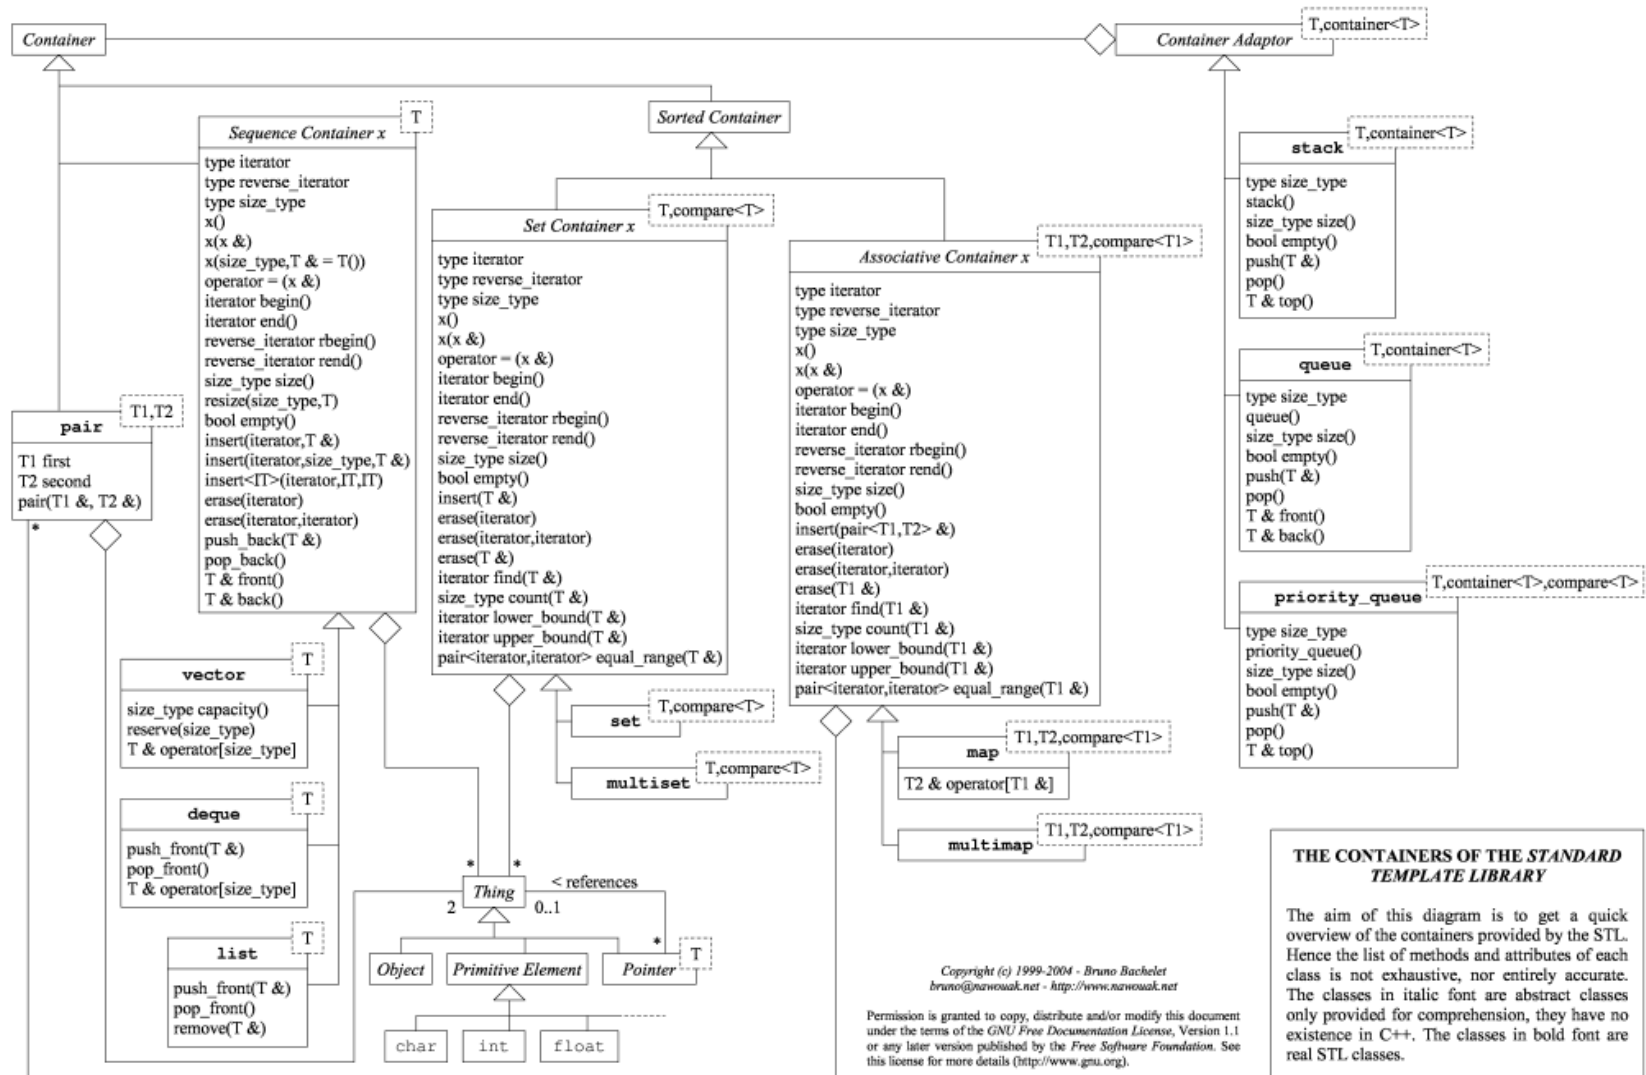 Container
Container Adaptor
T,container<T>
Sorted Container
Sequence Container x
T
type iterator
type reverse_iterator
type size_type
x()
x(x &)
x(size_type,T & = T())
operator = (x &)
iterator begin()
iterator end()
reverse_iterator rbegin()
reverse_iterator rend()
size_type size()
resize(size_type,T)
bool empty()
insert(iterator,T &)
insert(iterator,size_type,T &)
insert<IT>(iterator,IT,IT)
erase(iterator)
erase(iterator,iterator)
push_back(T &)
pop_back()
T & front()
T & back()
Set Container x
T,compare<T>
type iterator
type reverse_iterator
type size_type
x()
x(x &)
operator = (x &)
iterator begin()
iterator end()
reverse_iterator rbegin()
reverse_iterator rend()
size_type size()
bool empty()
insert(T &)
erase(iterator)
erase(iterator,iterator)
erase(T &)
iterator find(T &)
size_type count(T &)
iterator lower_bound(T &)
iterator upper_bound(T &)
pair<iterator,iterator> equal_range(T &)
Associative Container x
T1,T2,compare<T1>
type iterator
type reverse_iterator
type size_type
x()
x(x &)
operator = (x &)
iterator begin()
iterator end()
reverse_iterator rbegin()
reverse_iterator rend()
size_type size()
bool empty()
insert(pair<T1,T2> &)
erase(iterator)
erase(iterator,iterator)
erase(T1 &)
iterator find(T1 &)
size_type count(T1 &)
iterator lower_bound(T1 &)
iterator upper_bound(T1 &)
pair<iterator,iterator> equal_range(T1 &)
stack
T,container<T>
type size_type
stack()
size_type size()
bool empty()
push(T &)
pop()
T & top()
queue
T,container<T>
type size_type
queue()
size_type size()
bool empty()
push(T &)
pop()
T & front()
T & back()
priority_queue
T,container<T>,compare<T>
type size_type
priority_queue()
size_type size()
bool empty()
push(T &)
pop()
T & top()
pair
T1,T2
T1 first
T2 second
pair(T1 &, T2 &)
*
vector
T
size_type capacity()
reserve(size_type)
T & operator[size_type]
deque
T
push_front(T &)
pop_front()
T & operator[size_type]
list
T
push_front(T &)
pop_front()
remove(T &)
set
T,compare<T>
multiset
T,compare<T>
map
T1,T2,compare<T1>
T2 & operator[T1 &]
multimap
T1,T2,compare<T1>
*
*
Thing
< references
2
0..1
*
Object
Primitive Element
Pointer
T
char
int
float
Copyright (c) 1999-2004 - Bruno Bachelet
bruno@nawouak.net - http://www.nawouak.net
Permission is granted to copy, distribute and/or modify this document
under the terms of the GNU Free Documentation License, Version 1.1
or any later version published by the Free Software Foundation. See
this license for more details (http://www.gnu.org).
THE CONTAINERS OF THE STANDARD
TEMPLATE LIBRARY
The aim of this diagram is to get a quick
overview of the containers provided by the STL.
Hence the list of methods and attributes of each
class is not exhaustive, nor entirely accurate.
The classes in italic font are abstract classes
only provided for comprehension, they have no
existence in C++. The classes in bold font are
real STL classes.